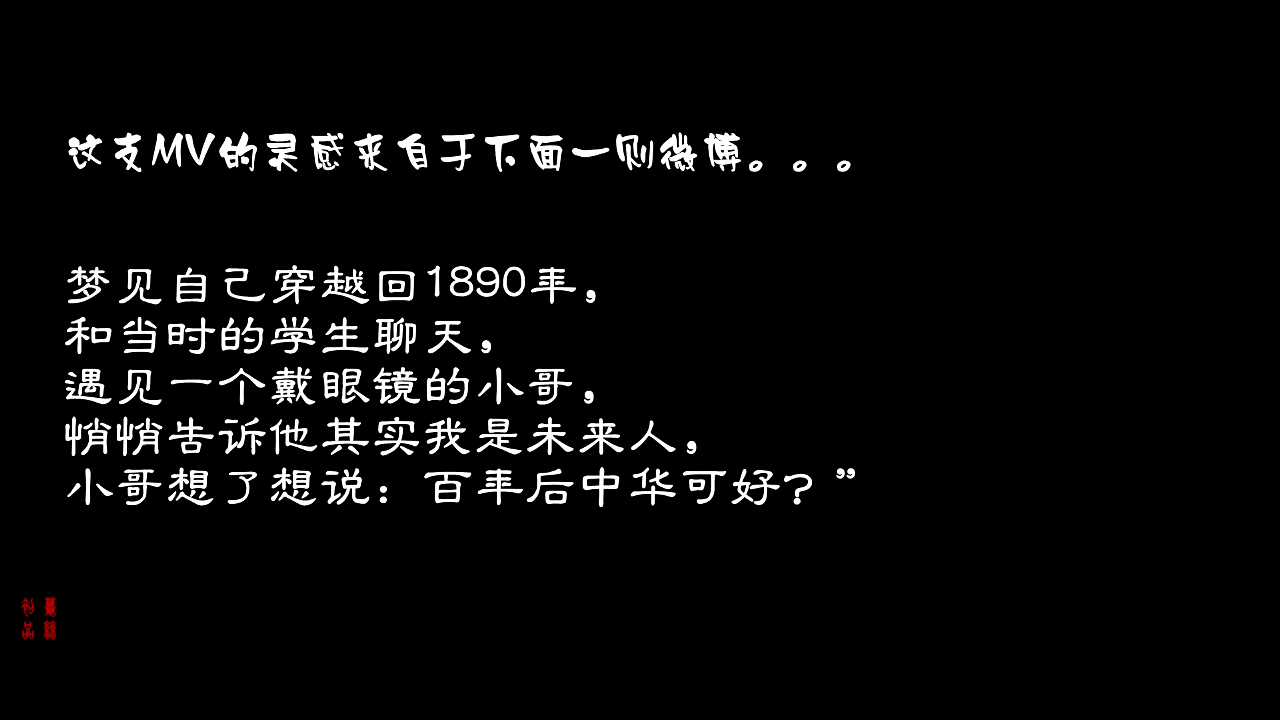 这支MV的灵感来自于下面一则微博。。。
梦见自己穿越回1890年，
和当时的学生聊天，
遇见一个戴眼镜的小哥，
悄悄告诉他其实我是未来人，
小哥想了想说：百年后中华可好？”